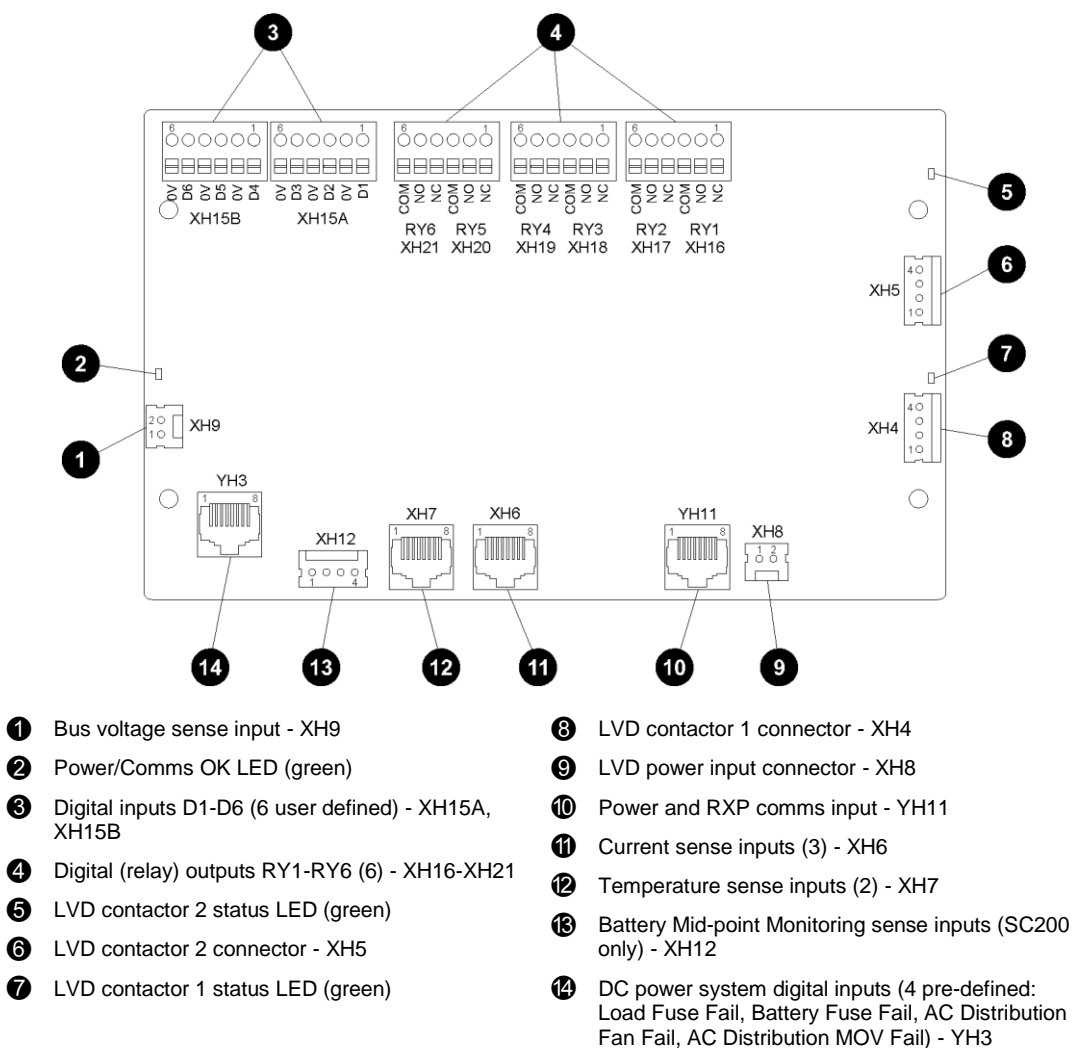 3
4
6 1
6 1
6 1
6 1
6 1
0V D6 0V D5 0V D4
0V D3 0V D2 0V D1
COM NO NC COM NO NC
COM NO NC COM NO NC
COM NO NC COM NO NC
XH15B
XH15A
RY6 RY5
XH21 XH20
RY4 RY3
XH19 XH18
RY2 RY1
XH17 XH16
5
6
4
XH5
1
7
2
4
XH4
1
8
2
1
XH9
1
YH3
1 8
XH12
1 4
XH7
1 8
XH6
1 8
YH11
1 8
XH8
1 2
14
13
12
11
10
9
1 Bus voltage sense input - XH9
2 Power/Comms OK LED (green)
3 Digital inputs D1-D6 (6 user defined) - XH15A,
XH15B
4 Digital (relay) outputs RY1-RY6 (6) - XH16-XH21
5 LVD contactor 2 status LED (green)
6 LVD contactor 2 connector - XH5
7 LVD contactor 1 status LED (green)
8 LVD contactor 1 connector - XH4
9 LVD power input connector - XH8
10 Power and RXP comms input - YH11
11 Current sense inputs (3) - XH6
12 Temperature sense inputs (2) - XH7
13 Battery Mid-point Monitoring sense inputs (SC200
only) - XH12
14 DC power system digital inputs (4 pre-defined:
Load Fuse Fail, Battery Fuse Fail, AC Distribution
Fan Fail, AC Distribution MOV Fail) - YH3